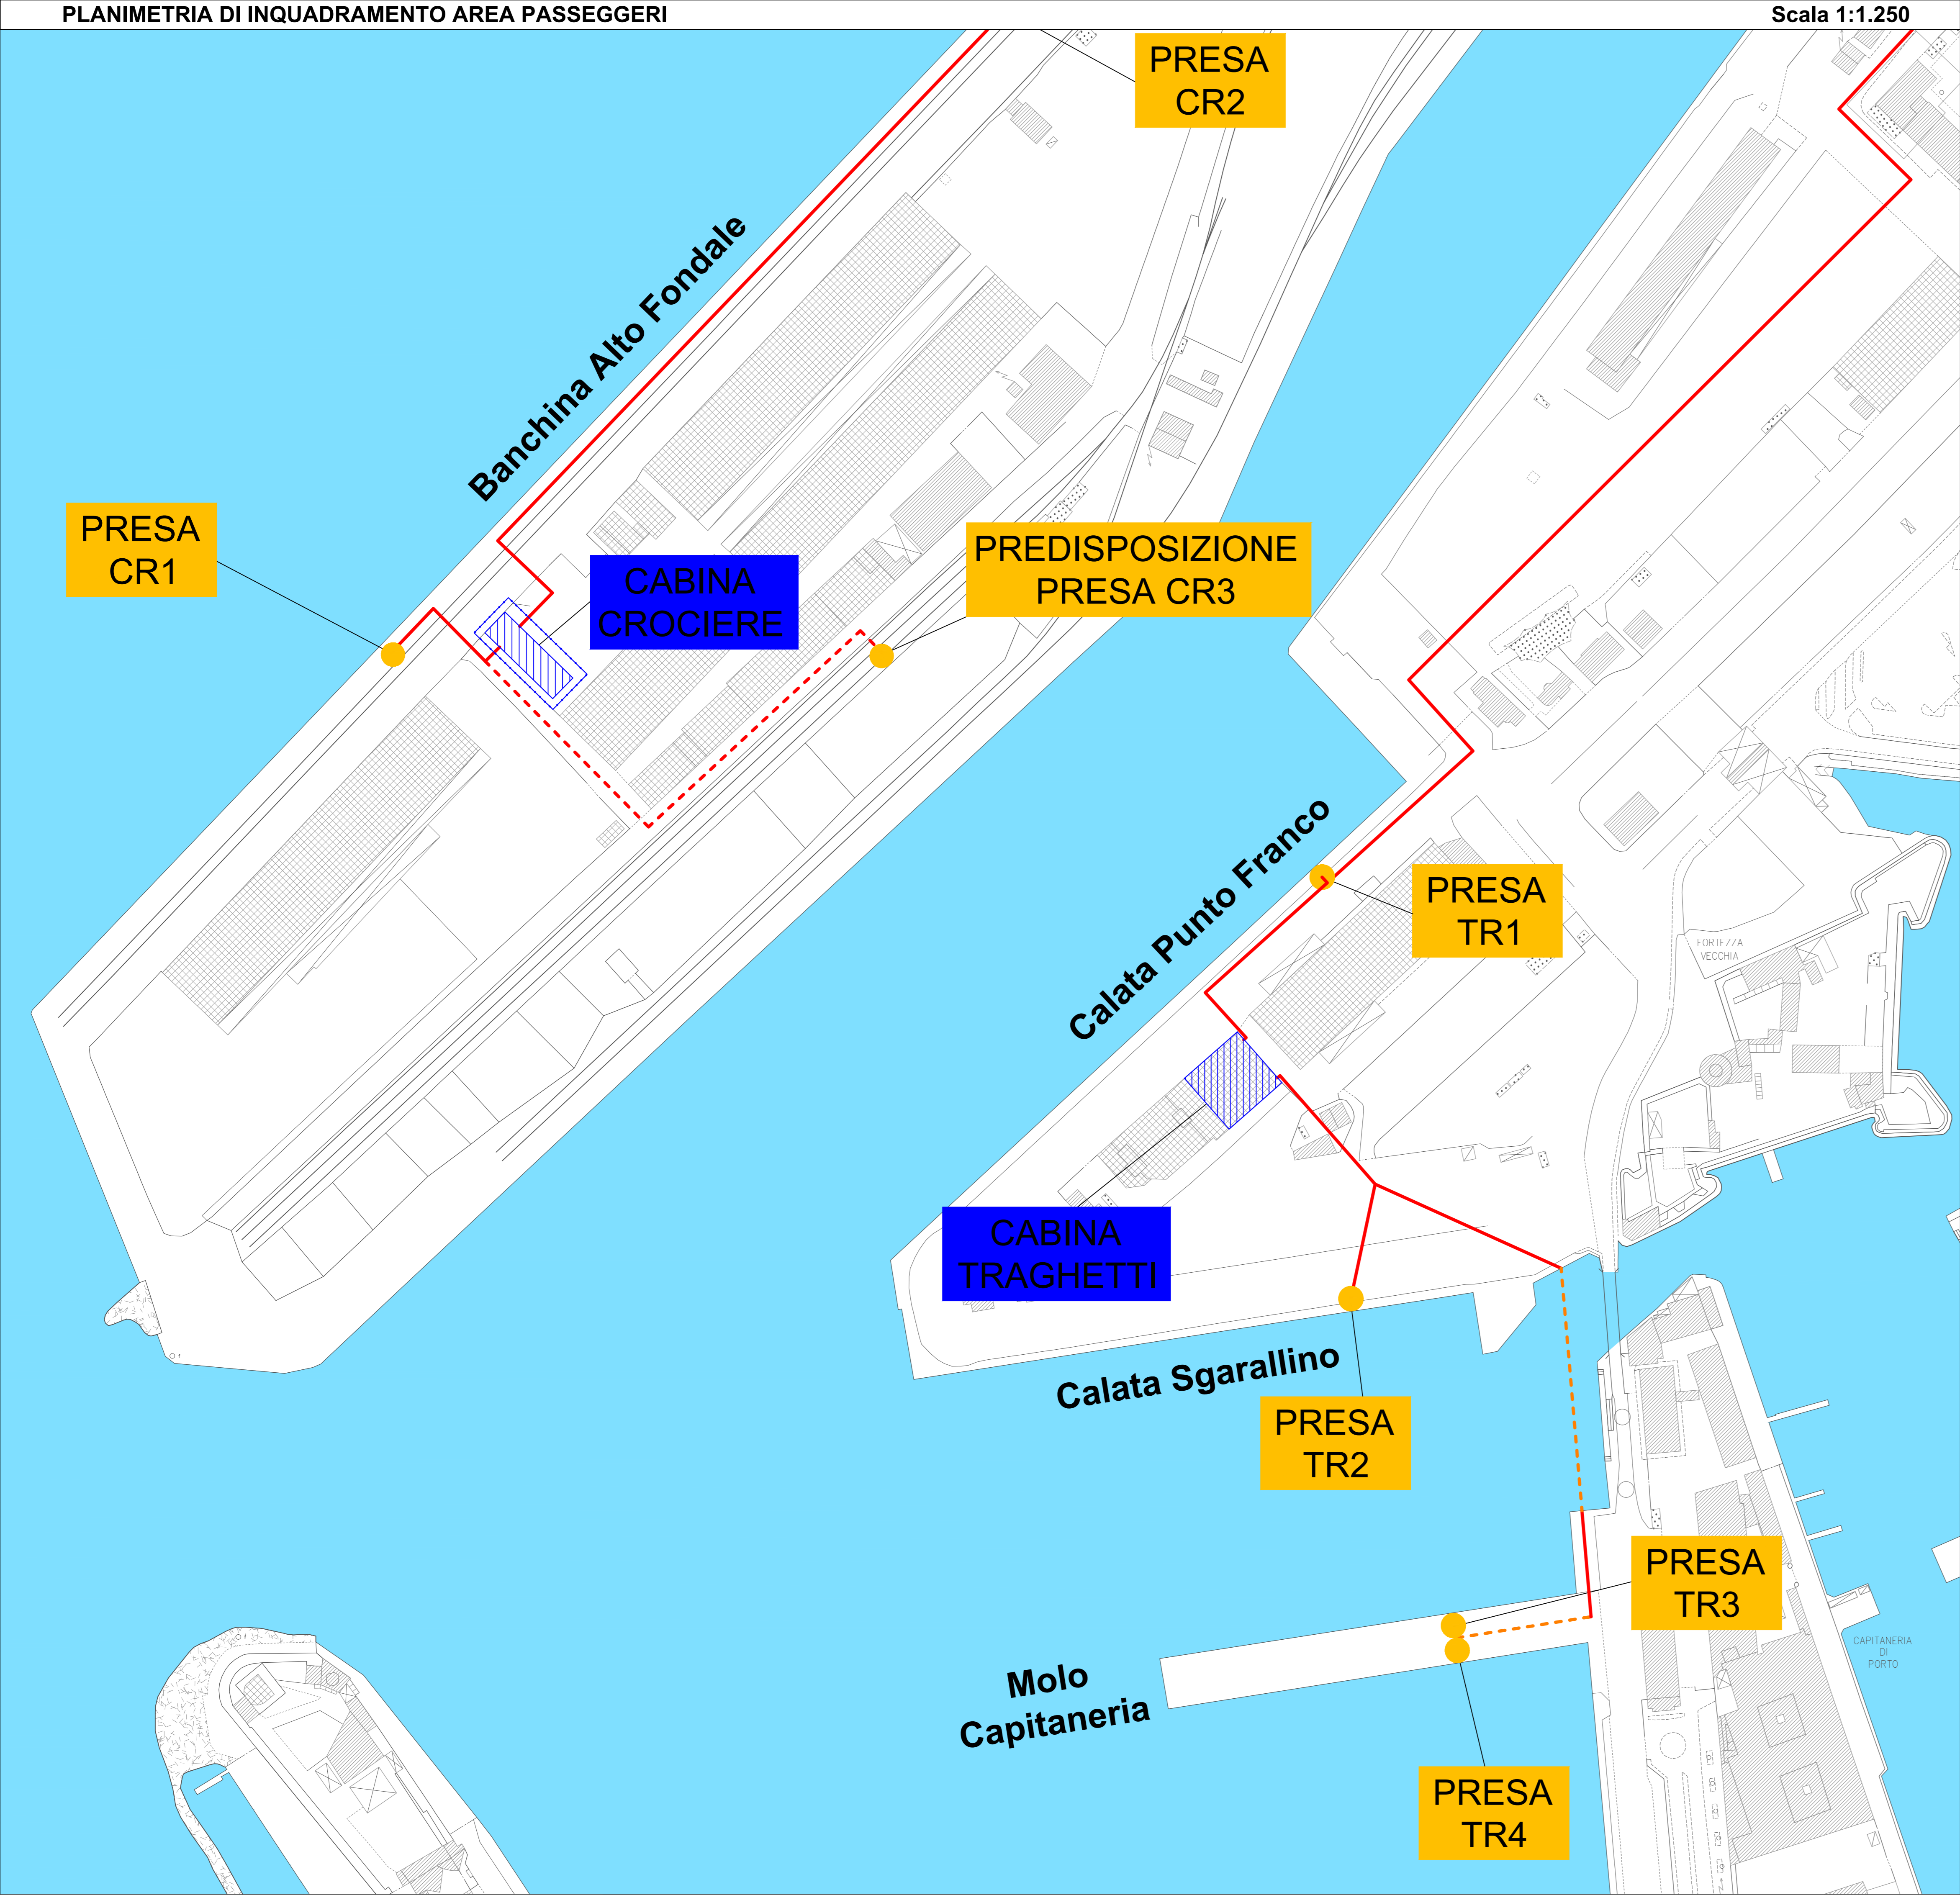 PLANIMETRIA DI INQUADRAMENTO AREA PASSEGGERI
Scala 1:1.250
PRESA
CR2
Banchina Alto Fondale
PRESA
CR1
CABINA
CROCIERE
PREDISPOSIZIONE
PRESA CR3
Calata Punto Franco
PRESA
TR1
FORTEZZA
VECCHIA
CABINA
TRAGHETTI
Calata Sgarallino
PRESA
TR2
PRESA
TR3
CAPITANERIA
DI
PORTO
Molo
Capitaneria
PRESA
TR4